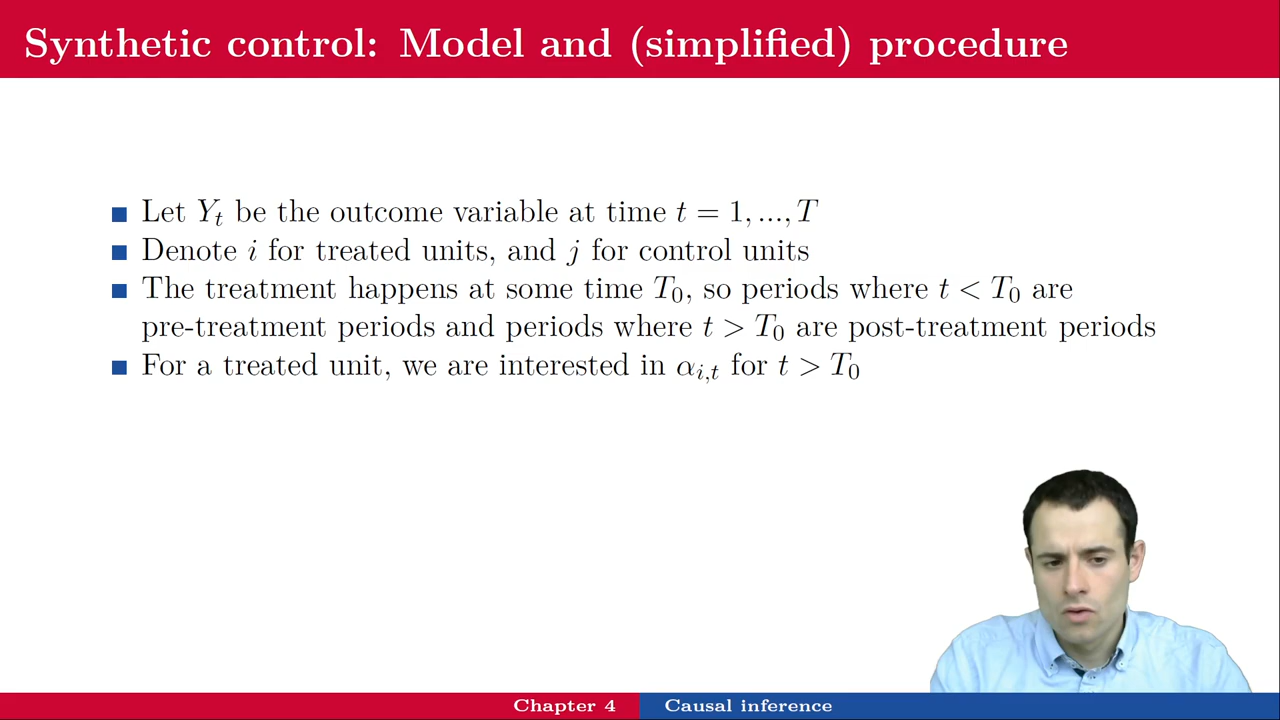 Synthetic control: Model and (simplified) procedure
Let Y_t be the outcome variable at time t = 1, ..., T
Denote i for treated units, and j for control units
The treatment happens at some time T_0, so periods where t < T_0 are
pre-treatment periods and periods where t > T_0 are post-treatment periods
For a treated unit, we are interested in α_{i,t} for t > T_0
Chapter 4
Causal inference